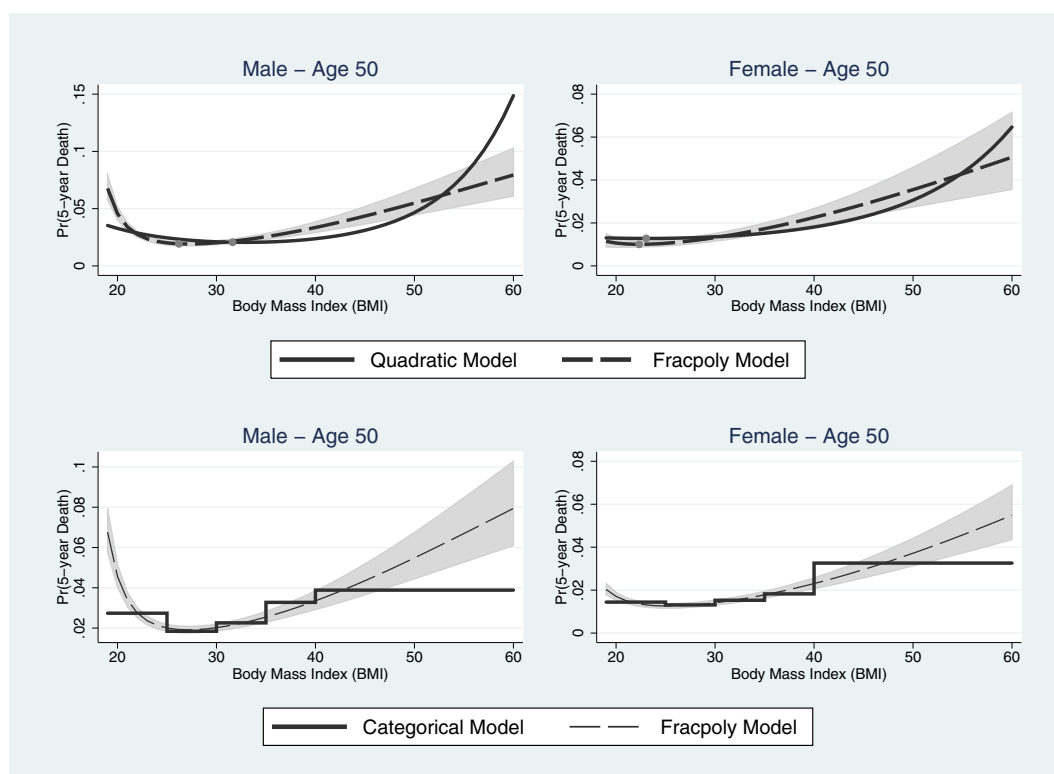 Male – Age 50
Female – Age 50
Pr(5−year Death)
0
.05
.1
.15
20
30
40
50
60
Body Mass Index (BMI)
Pr(5−year Death)
0
.02
.04
.06
.08
20
30
40
50
60
Body Mass Index (BMI)
Quadratic Model
Fracpoly Model
Male – Age 50
Female – Age 50
Pr(5−year Death)
.02
.04
.06
.08
.1
20
30
40
50
60
Body Mass Index (BMI)
Pr(5−year Death)
0
.02
.04
.06
.08
20
30
40
50
60
Body Mass Index (BMI)
Categorical Model
Fracpoly Model